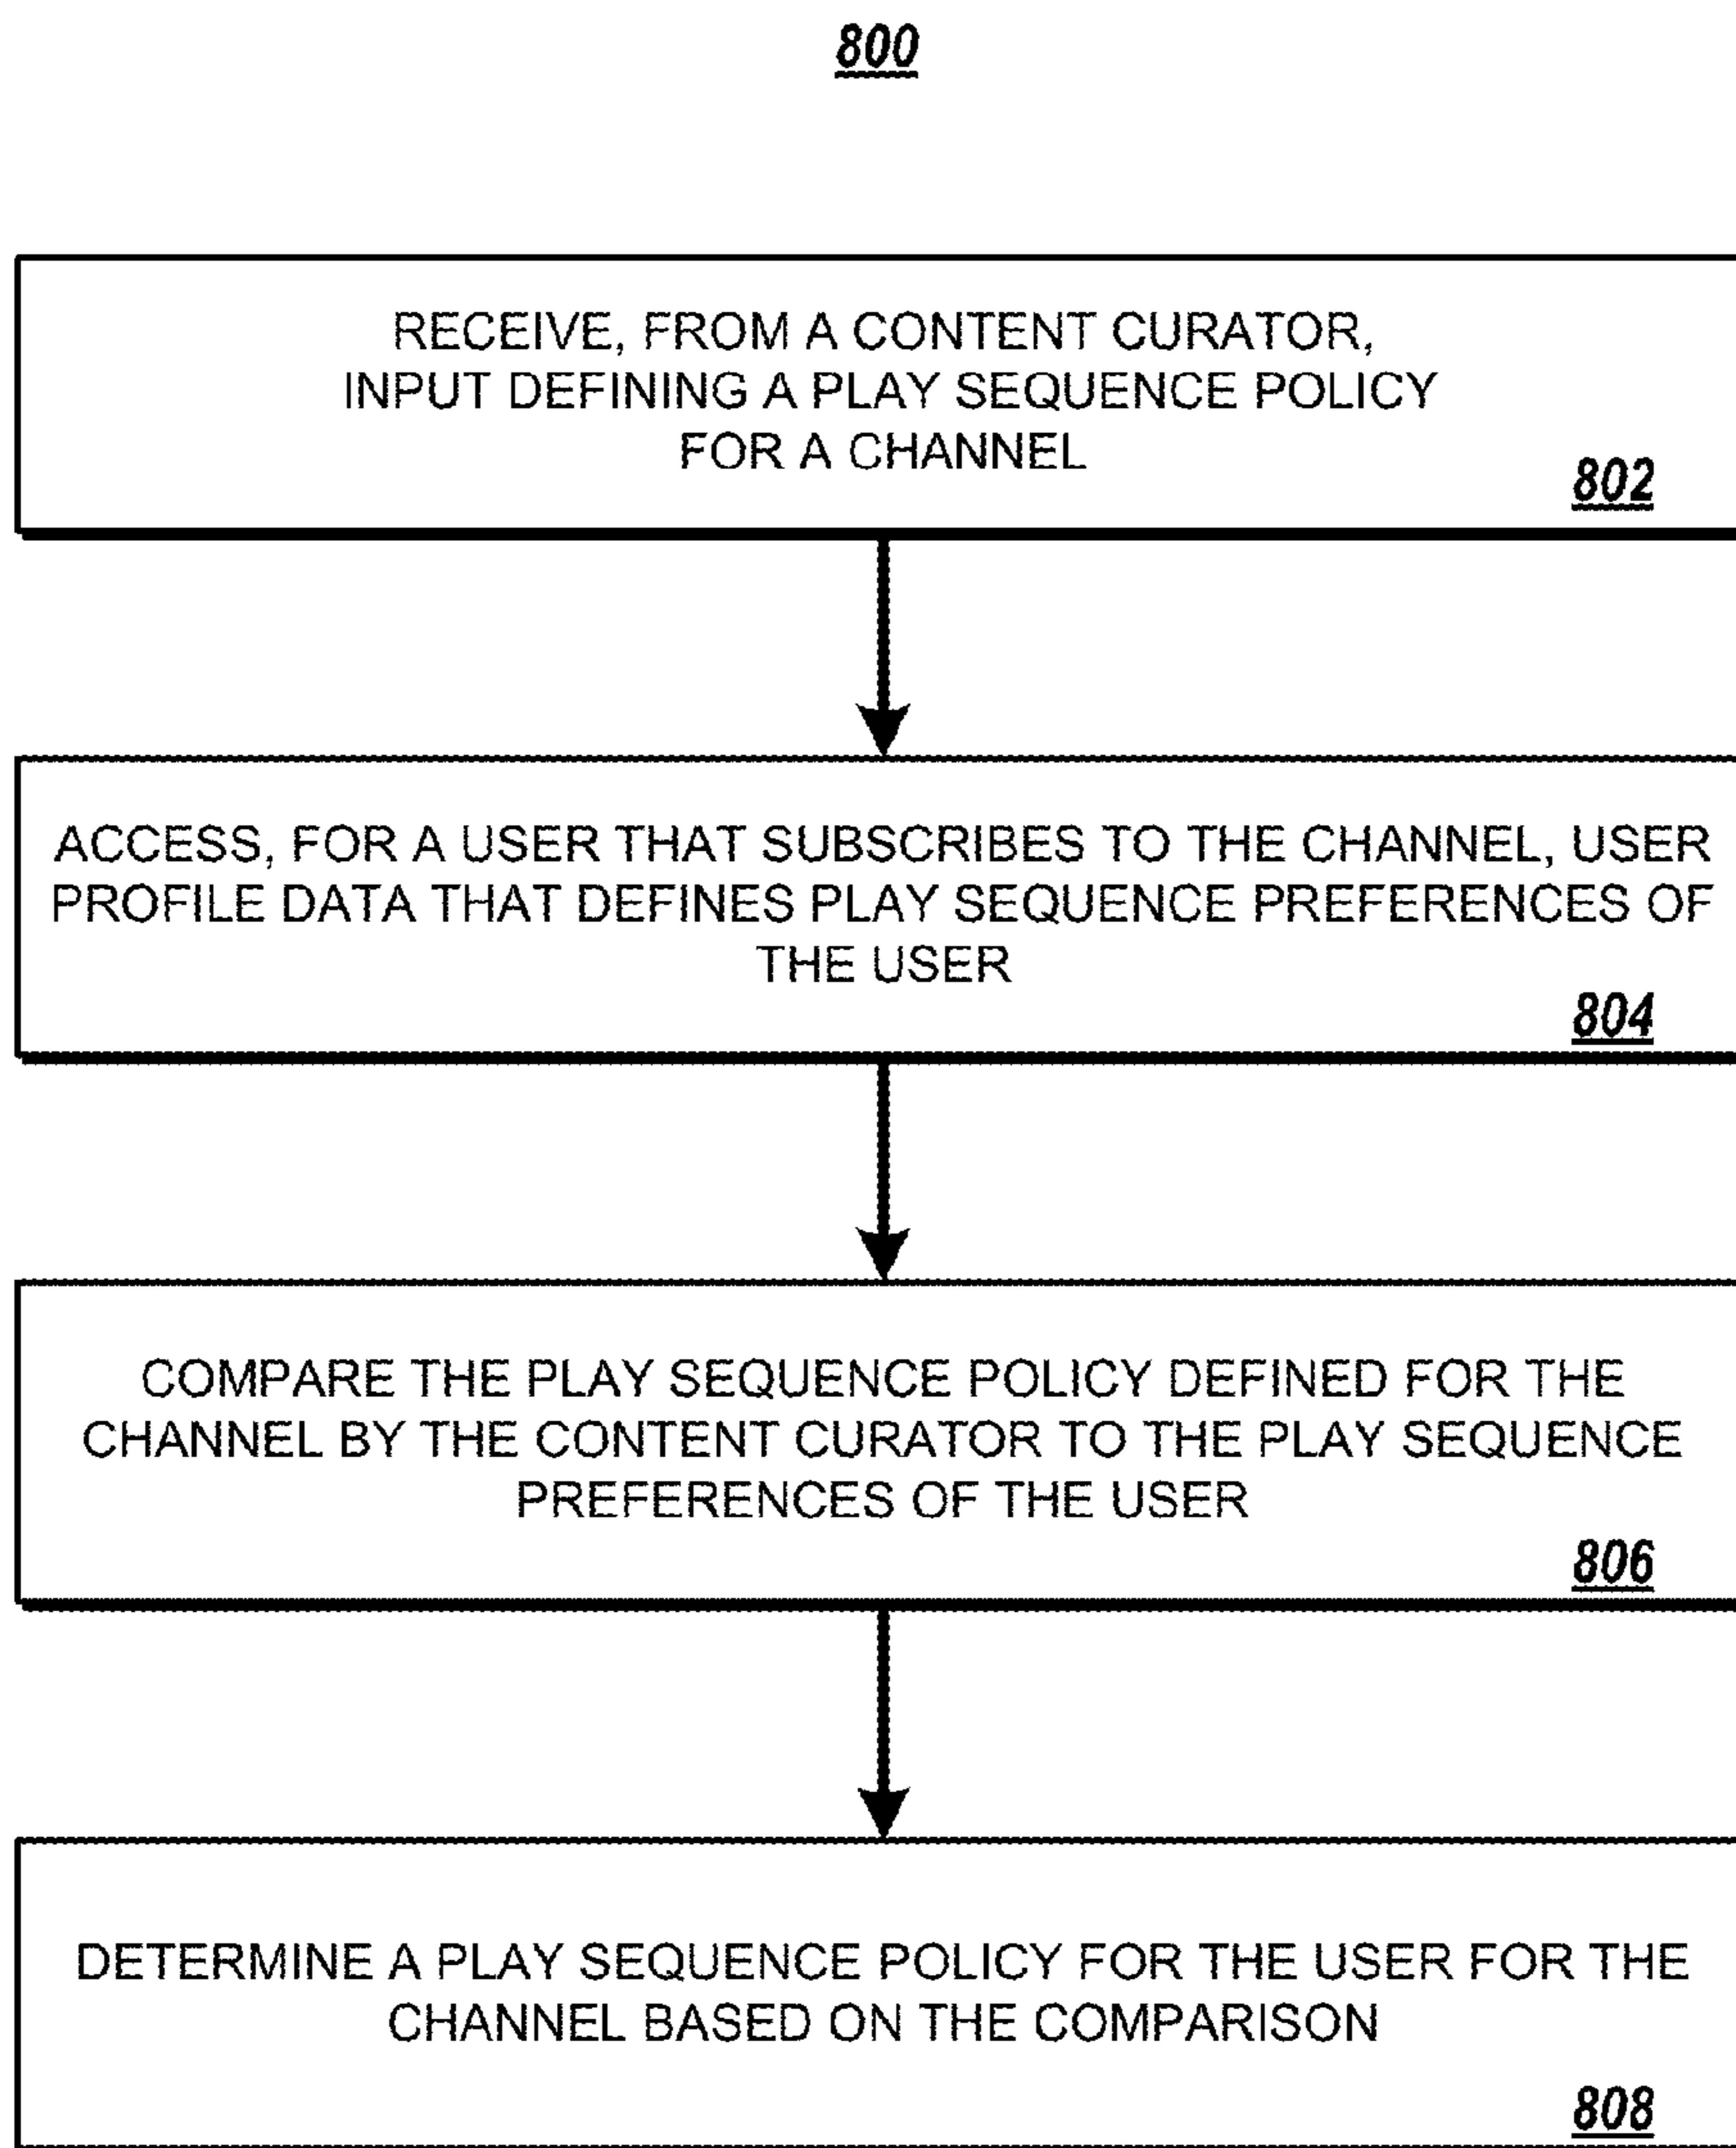 800
RECEIVE, FROM A CONTENT CURATOR,
INPUT DEFINING A PLAY SEQUENCE POLICY
FOR A CHANNEL
802
ACCESS, FOR A USER THAT SUBSCRIBES TO THE CHANNEL, USER
PROFILE DATA THAT DEFINES PLAY SEQUENCE PREFERENCES OF
THE USER
804
COMPARE THE PLAY SEQUENCE POLICY DEFINED FOR THE
CHANNEL BY THE CONTENT CURATOR TO THE PLAY SEQUENCE
PREFERENCES OF THE USER
806
DETERMINE A PLAY SEQUENCE POLICY FOR THE USER FOR THE
CHANNEL BASED ON THE COMPARISON
808